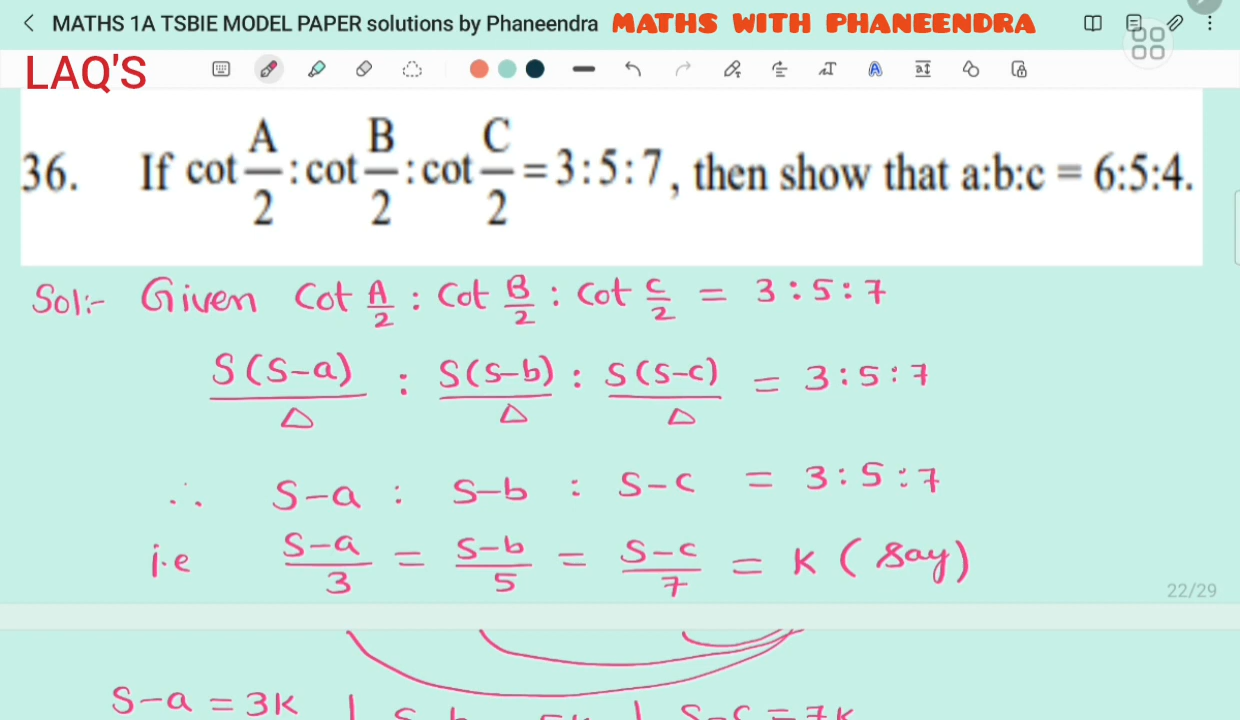 MATHS 1A TSBIE MODEL PAPER solutions by Phaneendra MATHS WITH PHANEENDRA
LAQ'S
36. If cot A/2 : cot B/2 : cot C/2 = 3:5:7, then show that a:b:c = 6:5:4.
Sol:- Given Cot A/2 : Cot B/2 : Cot C/2 = 3:5:7
S(S-a)/Δ : S(S-b)/Δ : S(S-c)/Δ = 3:5:7
∴ S-a : S-b : S-c = 3:5:7
i.e S-a/3 = S-b/5 = S-c/7 = K (Say)
22/29
S-a = 3K | S-b 5K | S-C = 7K